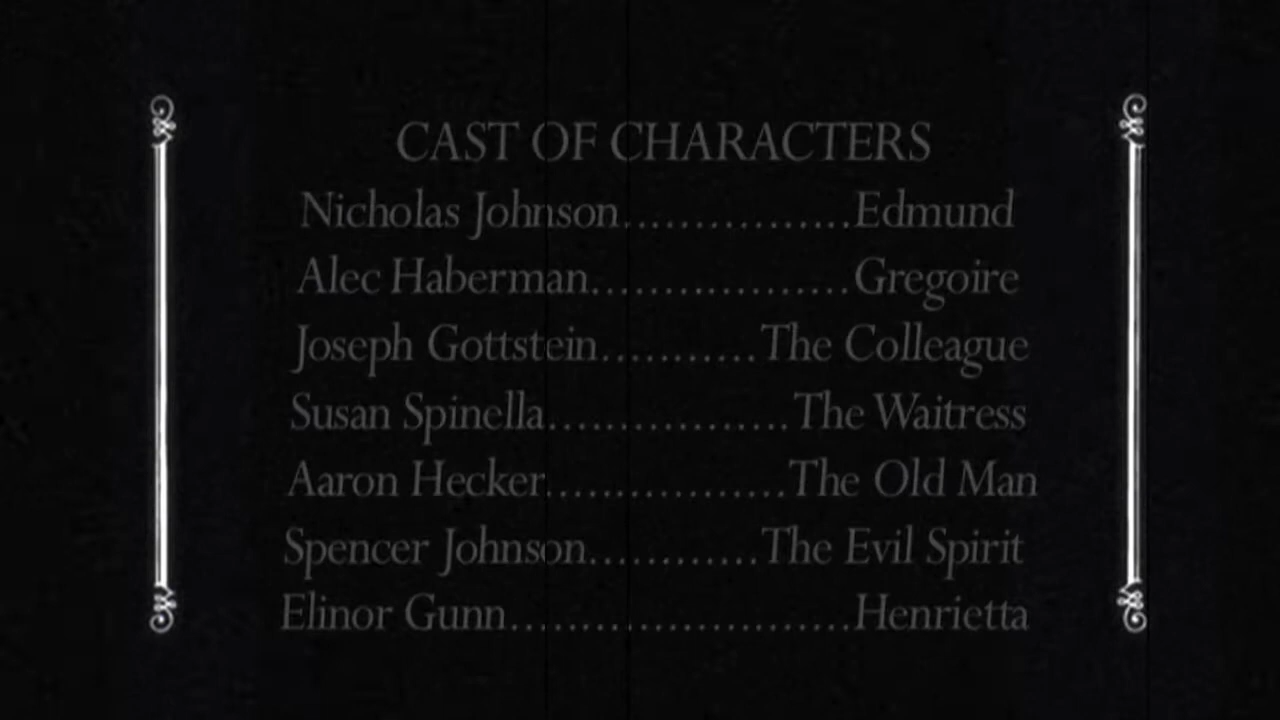 CAST OF CHARACTERS
Nicholas Johnson................Edmund
Alec Haberman..................Gregoire
Joseph Gottstein...........The Colleague
Susan Spinella.................The Waitress
Aaron Hecker.................The Old Man
Spencer Johnson............The Evil Spirit
Elinor Gunn........................Henrietta